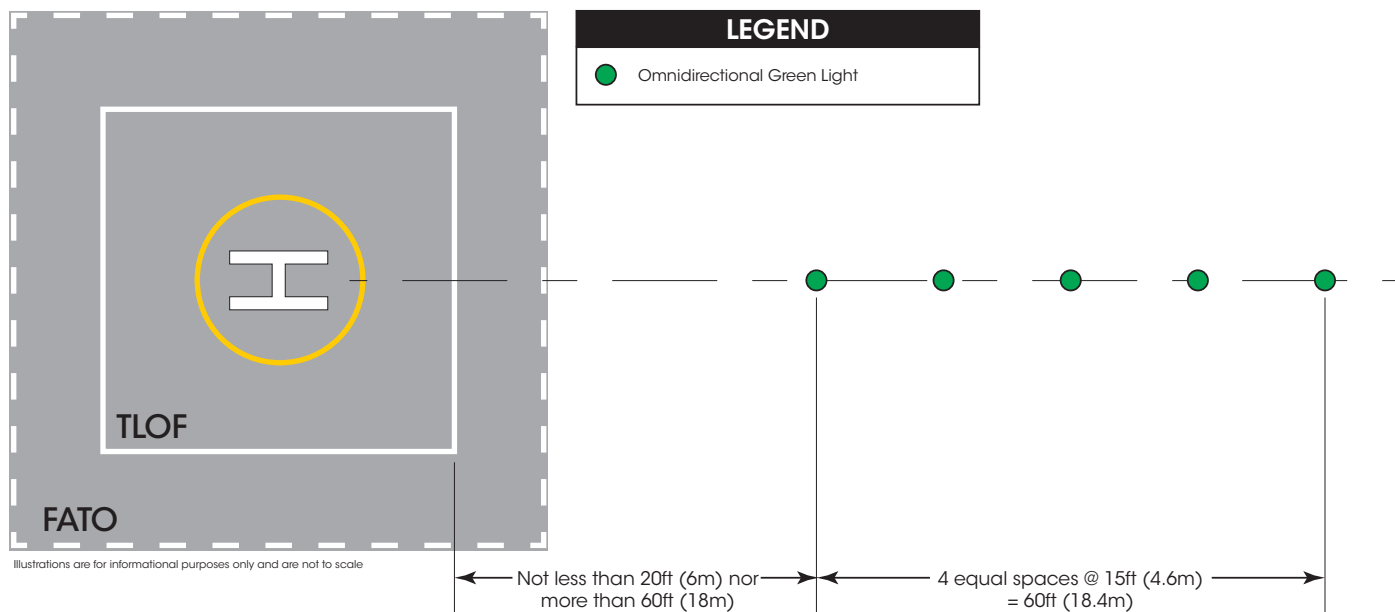 LEGEND
Omnidirectional Green Light
H
TLOF
FATO
Illustrations are for informational purposes only and are not to scale
Not less than 20ft (6m) nor
more than 60ft (18m)
4 equal spaces @ 15ft (4.6m)
= 60ft (18.4m)